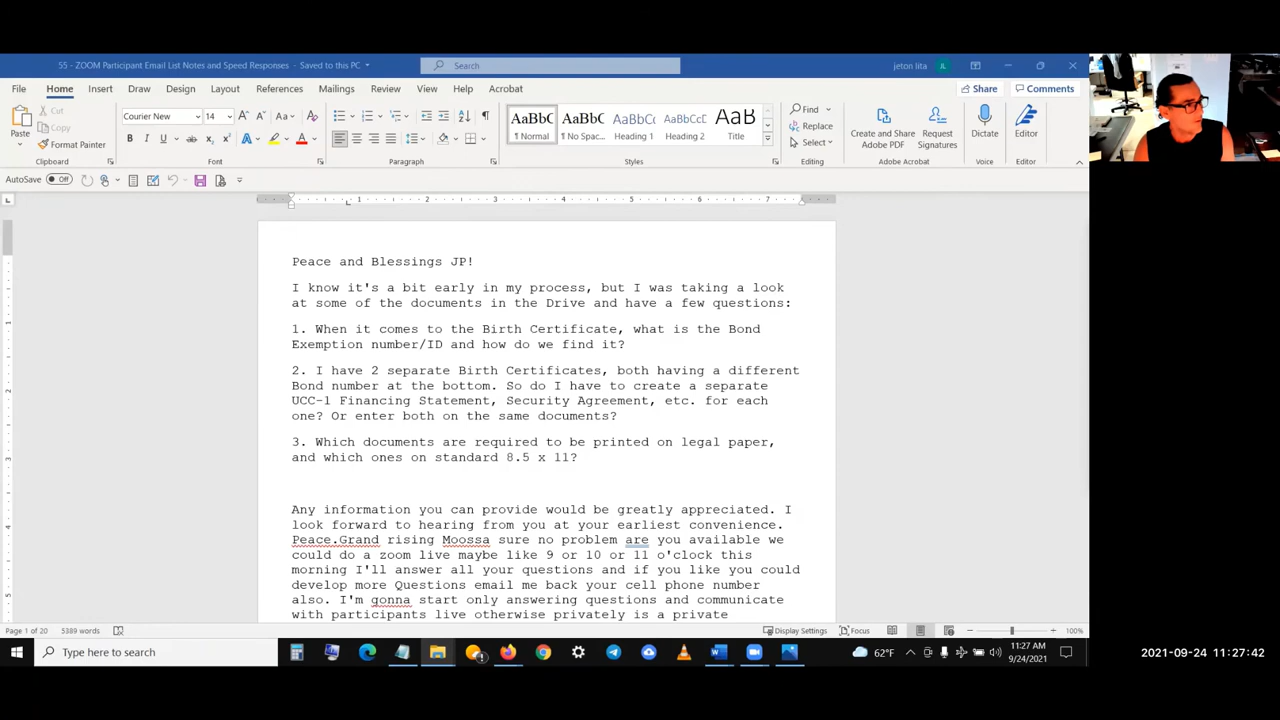 55 - ZOOM Participant Email List Notes and Speed Responses - Saved to this PC
Search
jeton lita
JL
File
Home
Insert
Draw
Design
Layout
References
Mailings
Review
View
Help
Acrobat
Share
Comments
Paste
Cut
Copy
Format Painter
Clipboard
Courier New
14
Font
Paragraph
AaBbC
¶ Normal
AaBbC
¶ No Spac...
AaBbC
Heading 1
AaBbC
Heading 2
AaB
Title
Styles
Find
Replace
Select
Editing
Create and Share
Adobe PDF
Request
Signatures
Adobe Acrobat
Dictate
Voice
Editor
Editor
AutoSave Off
1 2 3 4 5 6 7
Peace and Blessings JP!
I know it's a bit early in my process, but I was taking a look
at some of the documents in the Drive and have a few questions:
1. When it comes to the Birth Certificate, what is the Bond
Exemption number/ID and how do we find it?
2. I have 2 separate Birth Certificates, both having a different
Bond number at the bottom. So do I have to create a separate
UCC-1 Financing Statement, Security Agreement, etc. for each
one? Or enter both on the same documents?
3. Which documents are required to be printed on legal paper,
and which ones on standard 8.5 x 11?
Any information you can provide would be greatly appreciated. I
look forward to hearing from you at your earliest convenience.
Peace.Grand rising Moossa sure no problem are you available we
could do a zoom live maybe like 9 or 10 or 11 o'clock this
morning I'll answer all your questions and if you like you could
develop more Questions email me back your cell phone number
also. I'm gonna start only answering questions and communicate
with participants live otherwise privately is a private
Page 1 of 20
5389 words
Display Settings
Focus
100%
Type here to search
62°F
11:27 AM
9/24/2021
2021-09-24 11:27:42